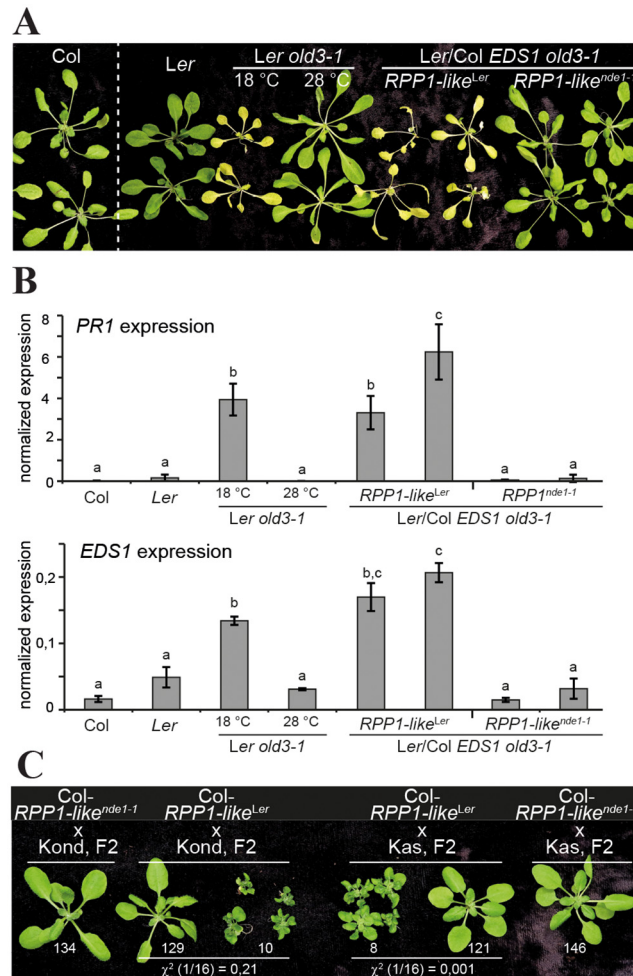 A
Col
Ler
Ler old3-1
18 °C 28 °C
Ler/Col EDS1 old3-1
RPP1-likeLer RPP1-likende1-1
B
PR1 expression
normalized expression
8
6
4
2
0
a a b a b c a a
Col Ler 18 °C 28 °C RPP1-likeLer RPP1nde1-1
Ler old3-1 Ler/Col EDS1 old3-1
EDS1 expression
normalized expression
0,2
0,1
0
a a b a b,c c a a
Col Ler 18 °C 28 °C RPP1-likeLer RPP1-likende1-1
Ler old3-1 Ler/Col EDS1 old3-1
C
Col-
RPP1-likende1-1
x
Kond, F2
134
Col-
RPP1-likeLer
x
Kond, F2
129 10
χ² (1/16) = 0,21
Col-
RPP1-likeLer
x
Kas, F2
8 121
χ² (1/16) = 0,001
Col-
RPP1-likende1-
x
Kas, F2
146